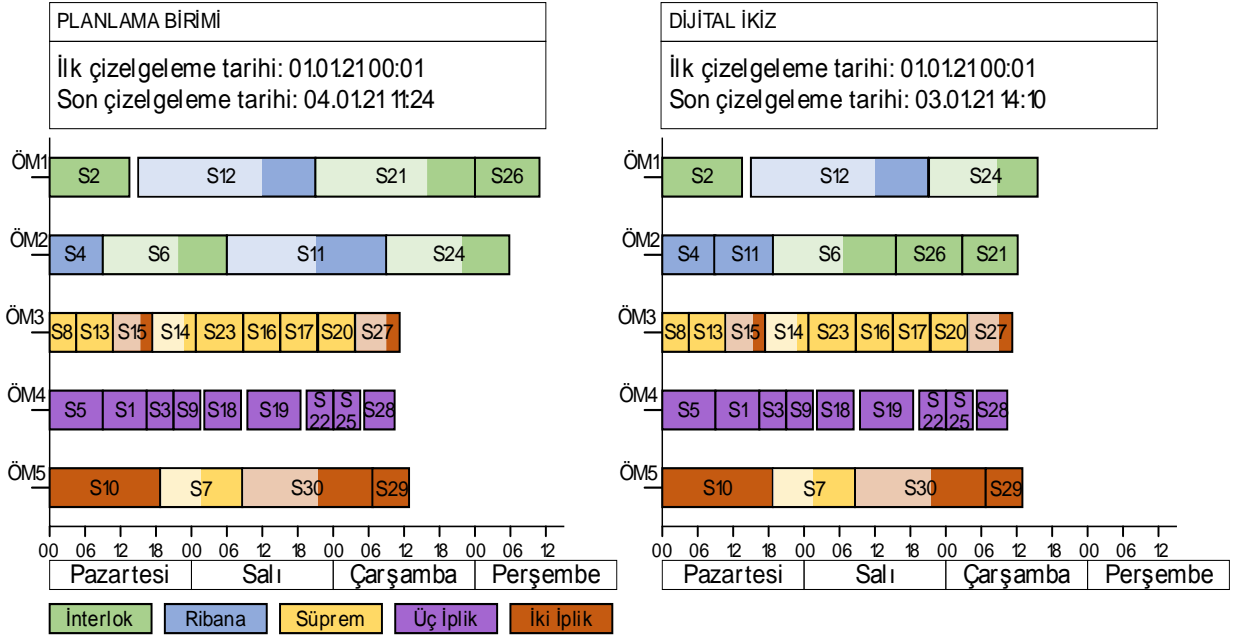 PLANLAMA BİRİMİ
İlk çizelgeleme tarihi: 01.01.21 00:01
Son çizelgeleme tarihi: 04.01.21 11:24
ÖM1 S2 S12 S21 S26
ÖM2 S4 S6 S11 S24
ÖM3 S8 S13 S15 S14 S23 S16 S17 S20 S27
ÖM4 S5 S1 S3 S9 S18 S19 S22 S25 S28
ÖM5 S10 S7 S30 S29
00 06 12 18 00 06 12 18 00 06 12 18 00 06 12
Pazartesi Salı Çarşamba Perşembe
DİJİTAL İKİZ
İlk çizelgeleme tarihi: 01.01.21 00:01
Son çizelgeleme tarihi: 03.01.21 14:10
ÖM1 S2 S12 S24
ÖM2 S4 S11 S6 S26 S21
ÖM3 S8 S13 S15 S14 S23 S16 S17 S20 S27
ÖM4 S5 S1 S3 S9 S18 S19 S22 S25 S28
ÖM5 S10 S7 S30 S29
00 06 12 18 00 06 12 18 00 06 12 18 00 06 12
Pazartesi Salı Çarşamba Perşembe
İnterlok Ribana Süprem Üç İplik İki İplik